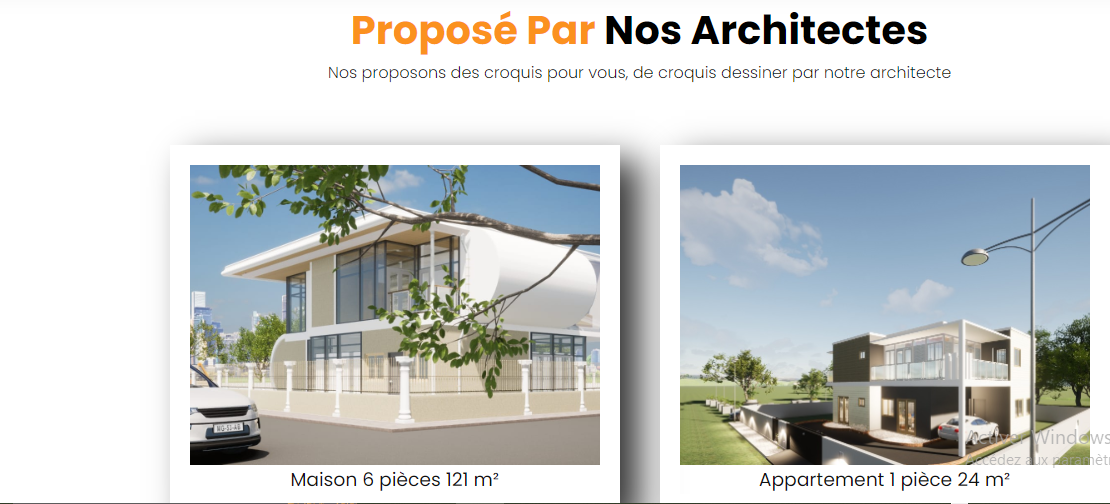 Proposé Par Nos Architectes
Nos proposons des croquis pour vous, de croquis dessiner par notre architecte
Maison 6 pièces 121 m²
Appartement 1 pièce 24 m²
Activer Windows
Accédez aux paramètr